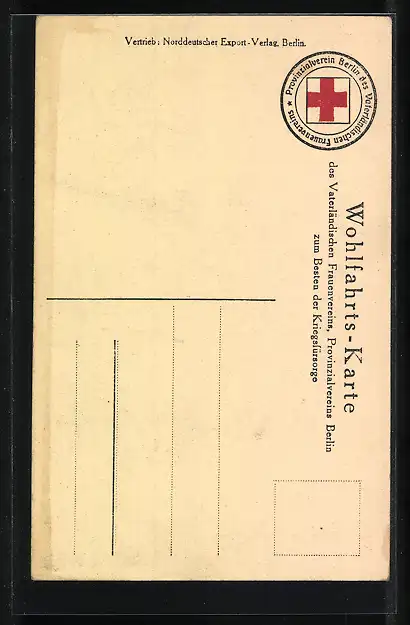 Vertrieb: Norddeutscher Export-Verlag, Berlin.
Provinzialverein Berlin des Vaterländischen Frauenvereins ★
Wohlfahrts-Karte
des Vaterländischen Frauenvereins, Provinzialvereins Berlin
zum Besten der Kriegsfürsorge